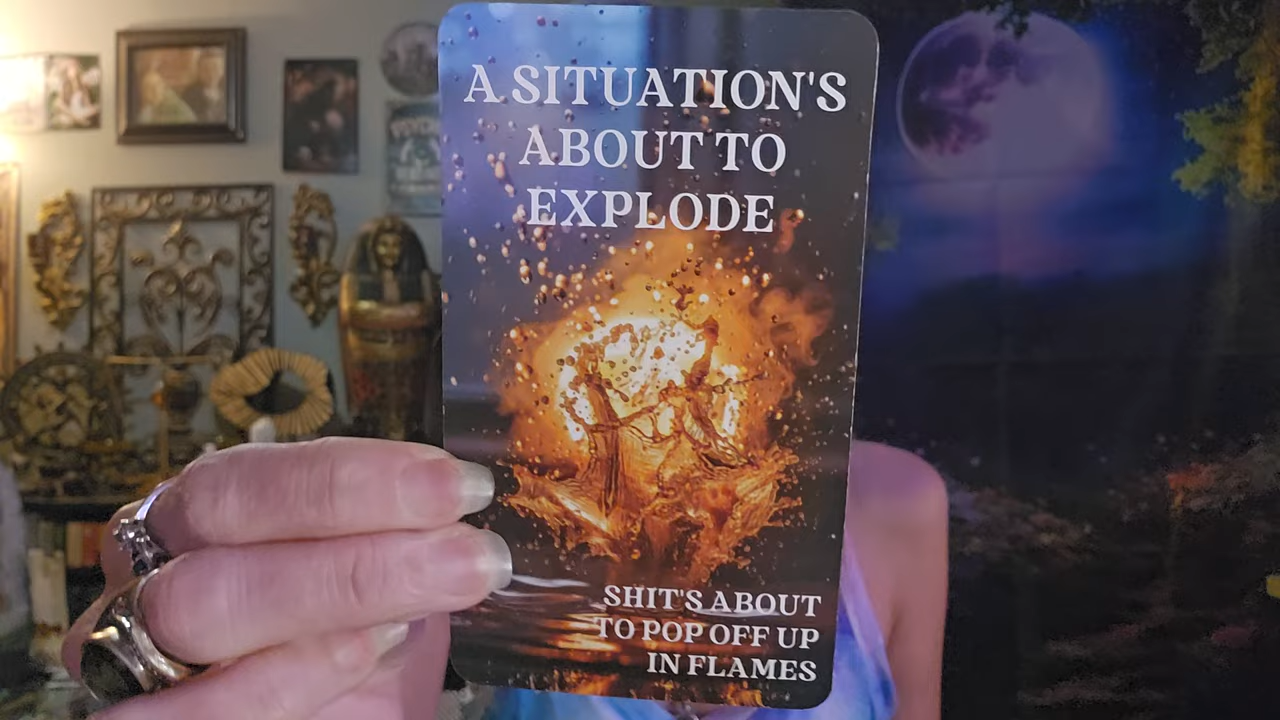 A SITUATION'S
ABOUT TO
EXPLODE
SHIT'S ABOUT
TO POP OFF UP
IN FLAMES